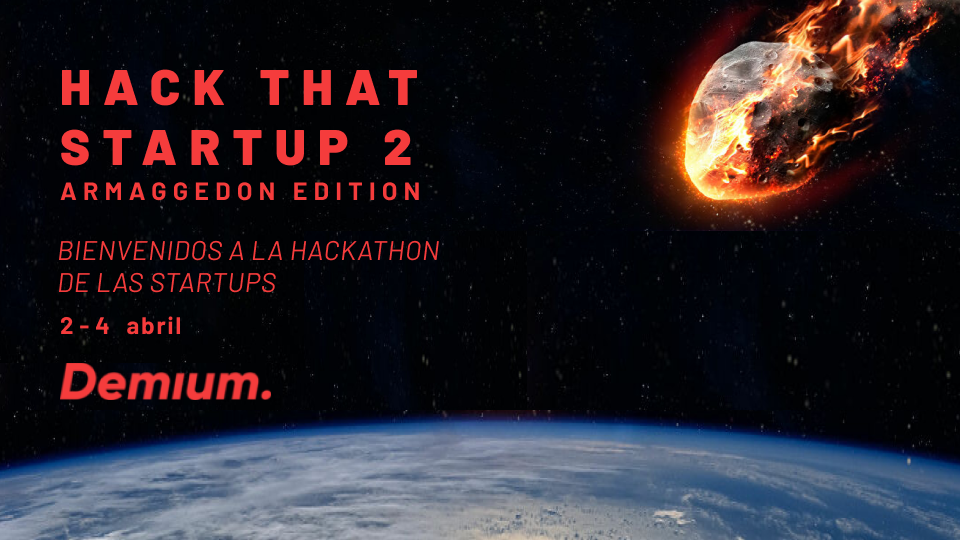 HACK THAT
STARTUP 2
ARMAGGEDON EDITION
BIENVENIDOS A LA HACKATHON
DE LAS STARTUPS
2-4 abril
Demium.